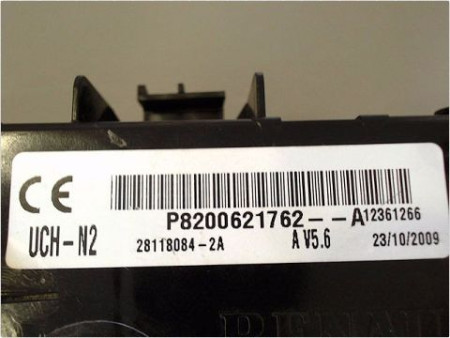 CE
P8200621762--A12361266
UCH-N2 28118084-2A A V5.6 23/10/2009